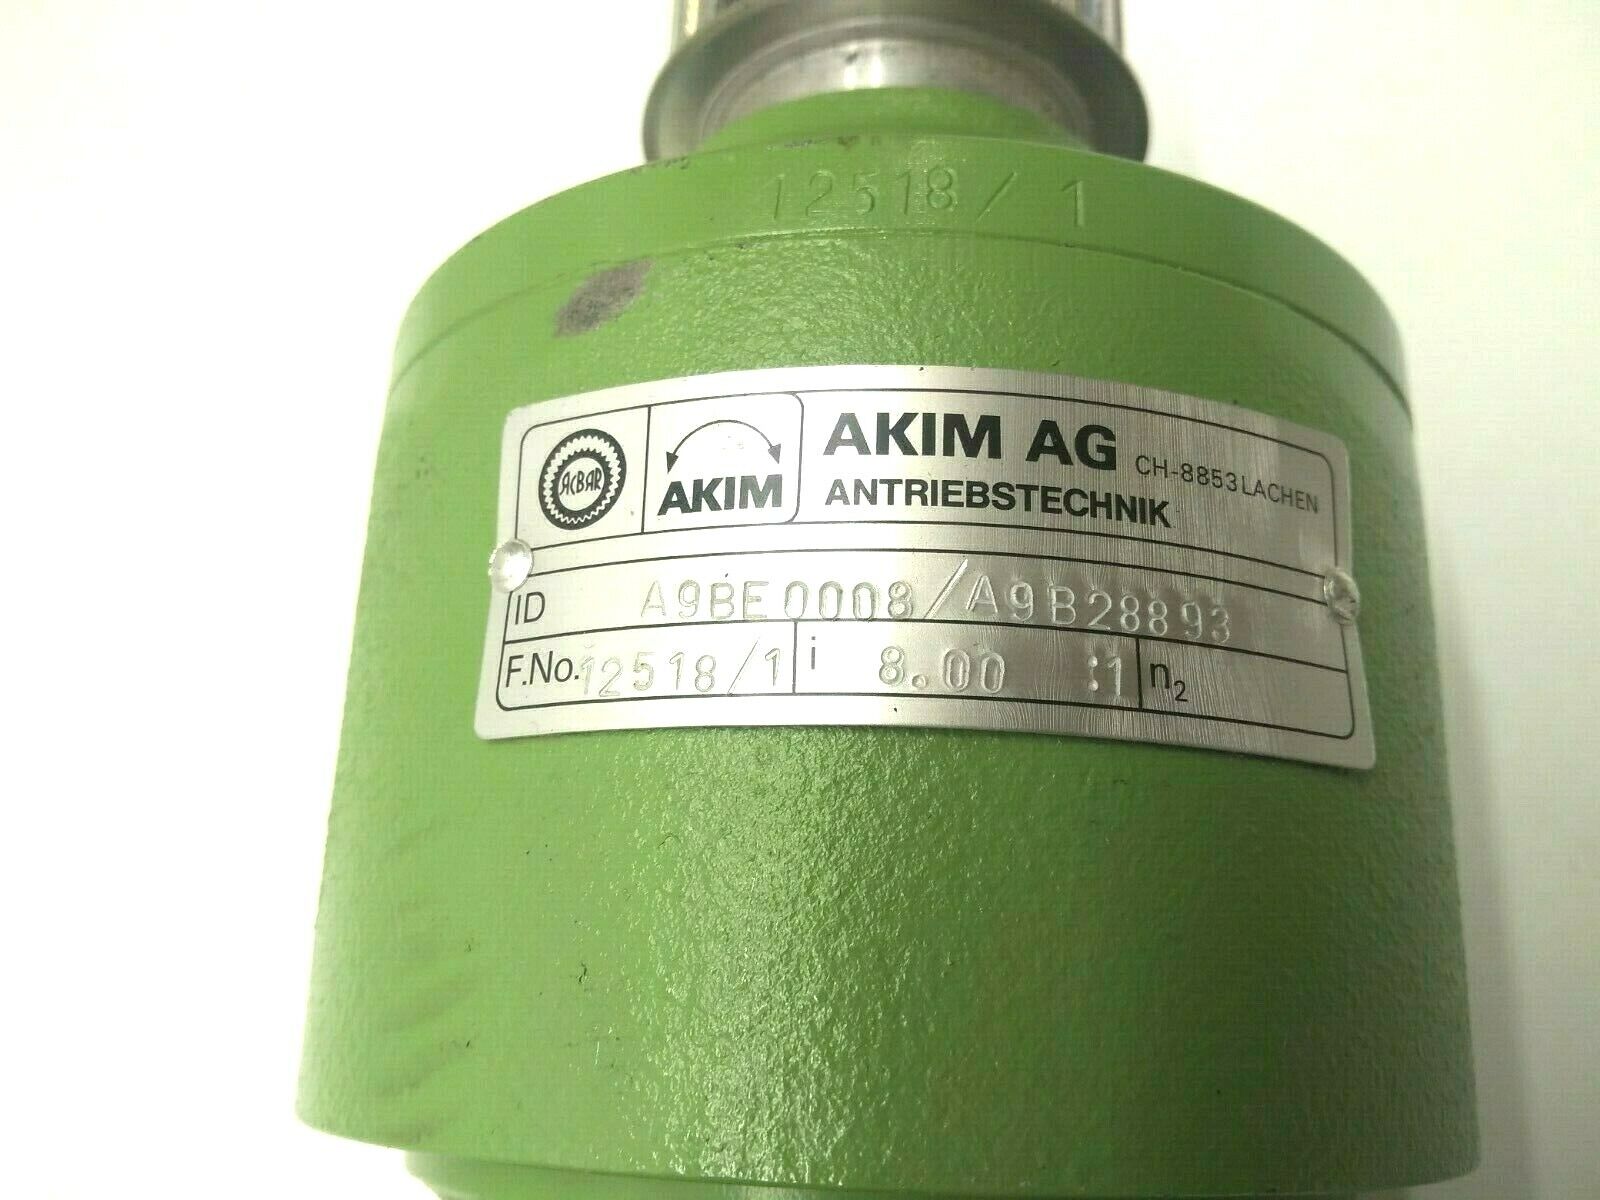 12518/1
ACBAR
AKIM
AKIM AG CH-8853 LACHEN
ANTRIEBSTECHNIK
ID A9BE0008/A9B28893
F.No. 12518/1 i 8.00 :1 n₂